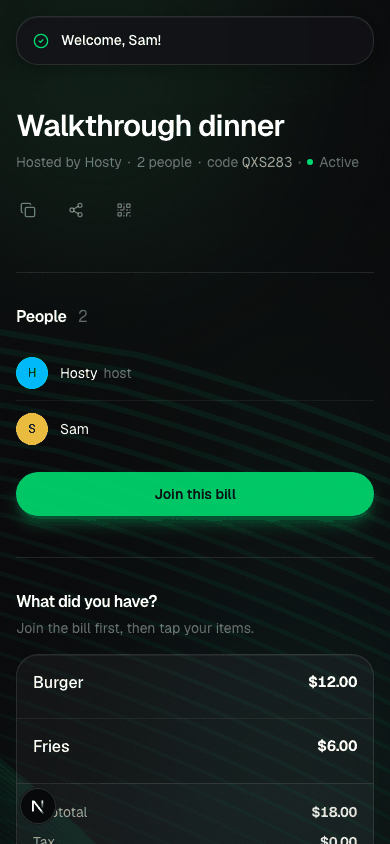 Welcome, Sam!
Walkthrough dinner
Hosted by Hosty · 2 people · code QXS283 · Active
People 2
H Hosty host
S Sam
Join this bill
What did you have?
Join the bill first, then tap your items.
Burger $12.00
Fries $6.00
N total $18.00
Tax $0.00